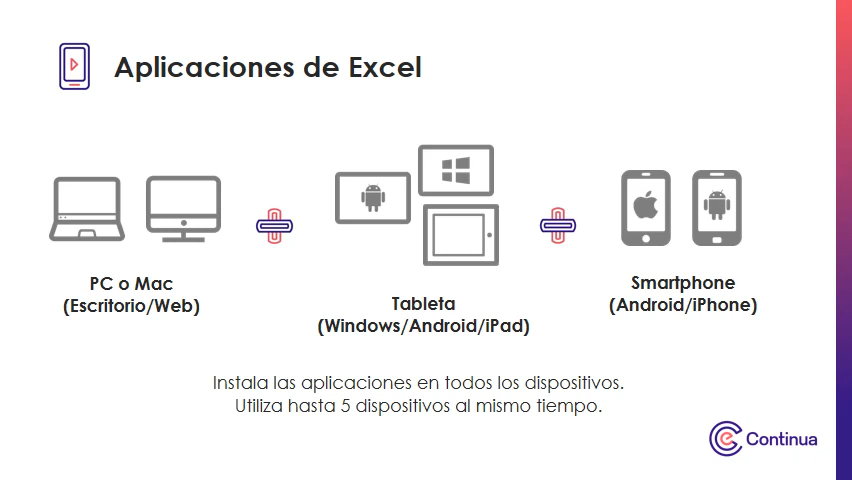 Aplicaciones de Excel
PC o Mac
(Escritorio/Web)
Tableta
(Windows/Android/iPad)
Smartphone
(Android/iPhone)
Instala las aplicaciones en todos los dispositivos.
Utiliza hasta 5 dispositivos al mismo tiempo.
Continua